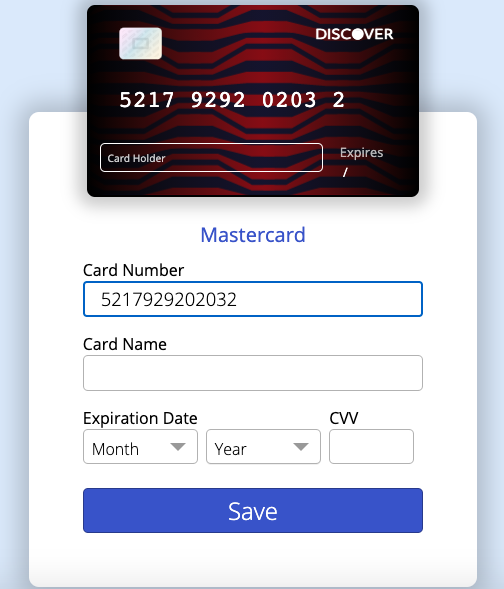 DISCOVER
5217 9292 0203 2
Card Holder
Expires
/
Mastercard
Card Number
5217929202032
Card Name
Expiration Date
CVV
Month
Year
Save